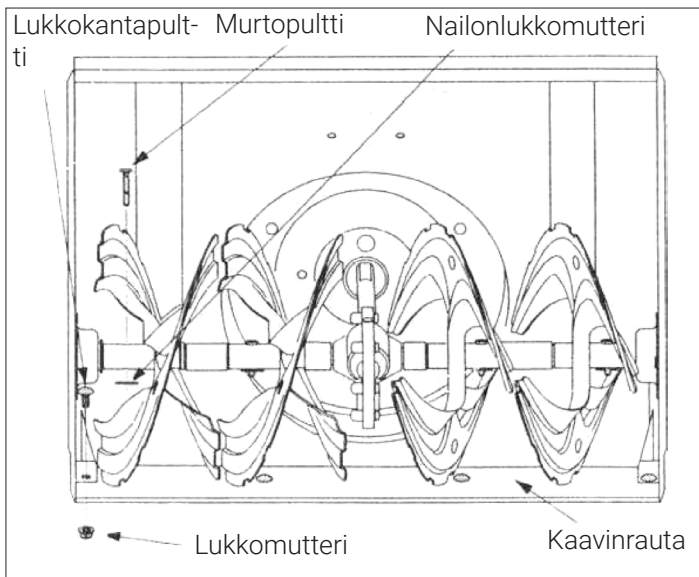 Lukkokantapult-
ti
Murtopultti
Nailonlukkomutteri
Lukkomutteri
Kaavinrauta